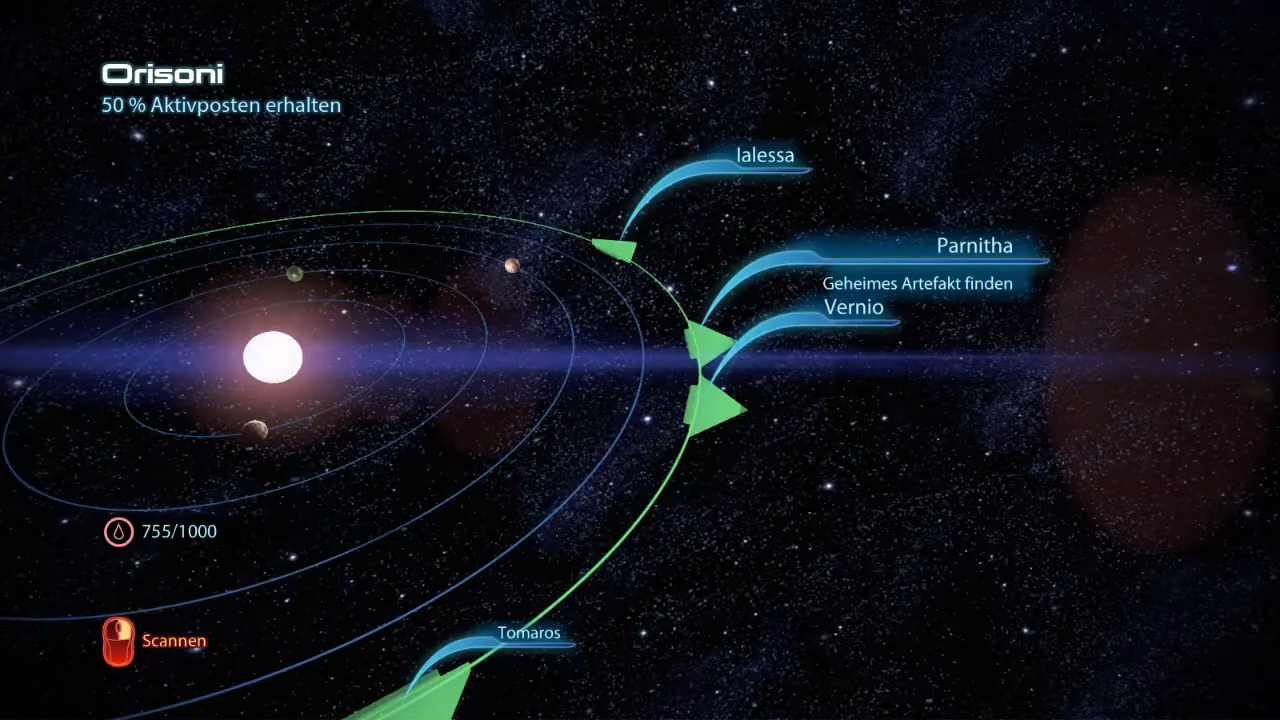 Orisoni
50 % Aktivposten erhalten
Ialessa
Parnitha
Geheimes Artefakt finden
Vernio
755/1000
Tomaros
Scannen